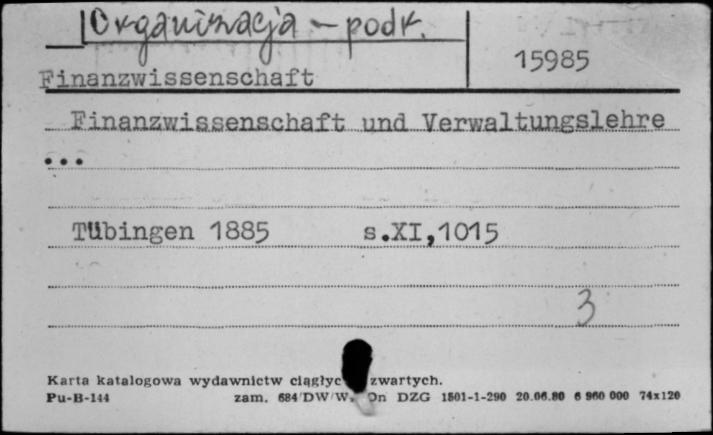 Organizacja – podr.
15985
Finanzwissenschaft
Finanzwissenschaft und Verwaltungslehre
...
Tübingen 1885 s.XI,1015
3
Karta katalogowa wydawnictw ciągłyc zwartych.
Pu-B-144 zam. 684/DW/W. On DZG 1501-1-290 20.06.80 6 960 000 74x120